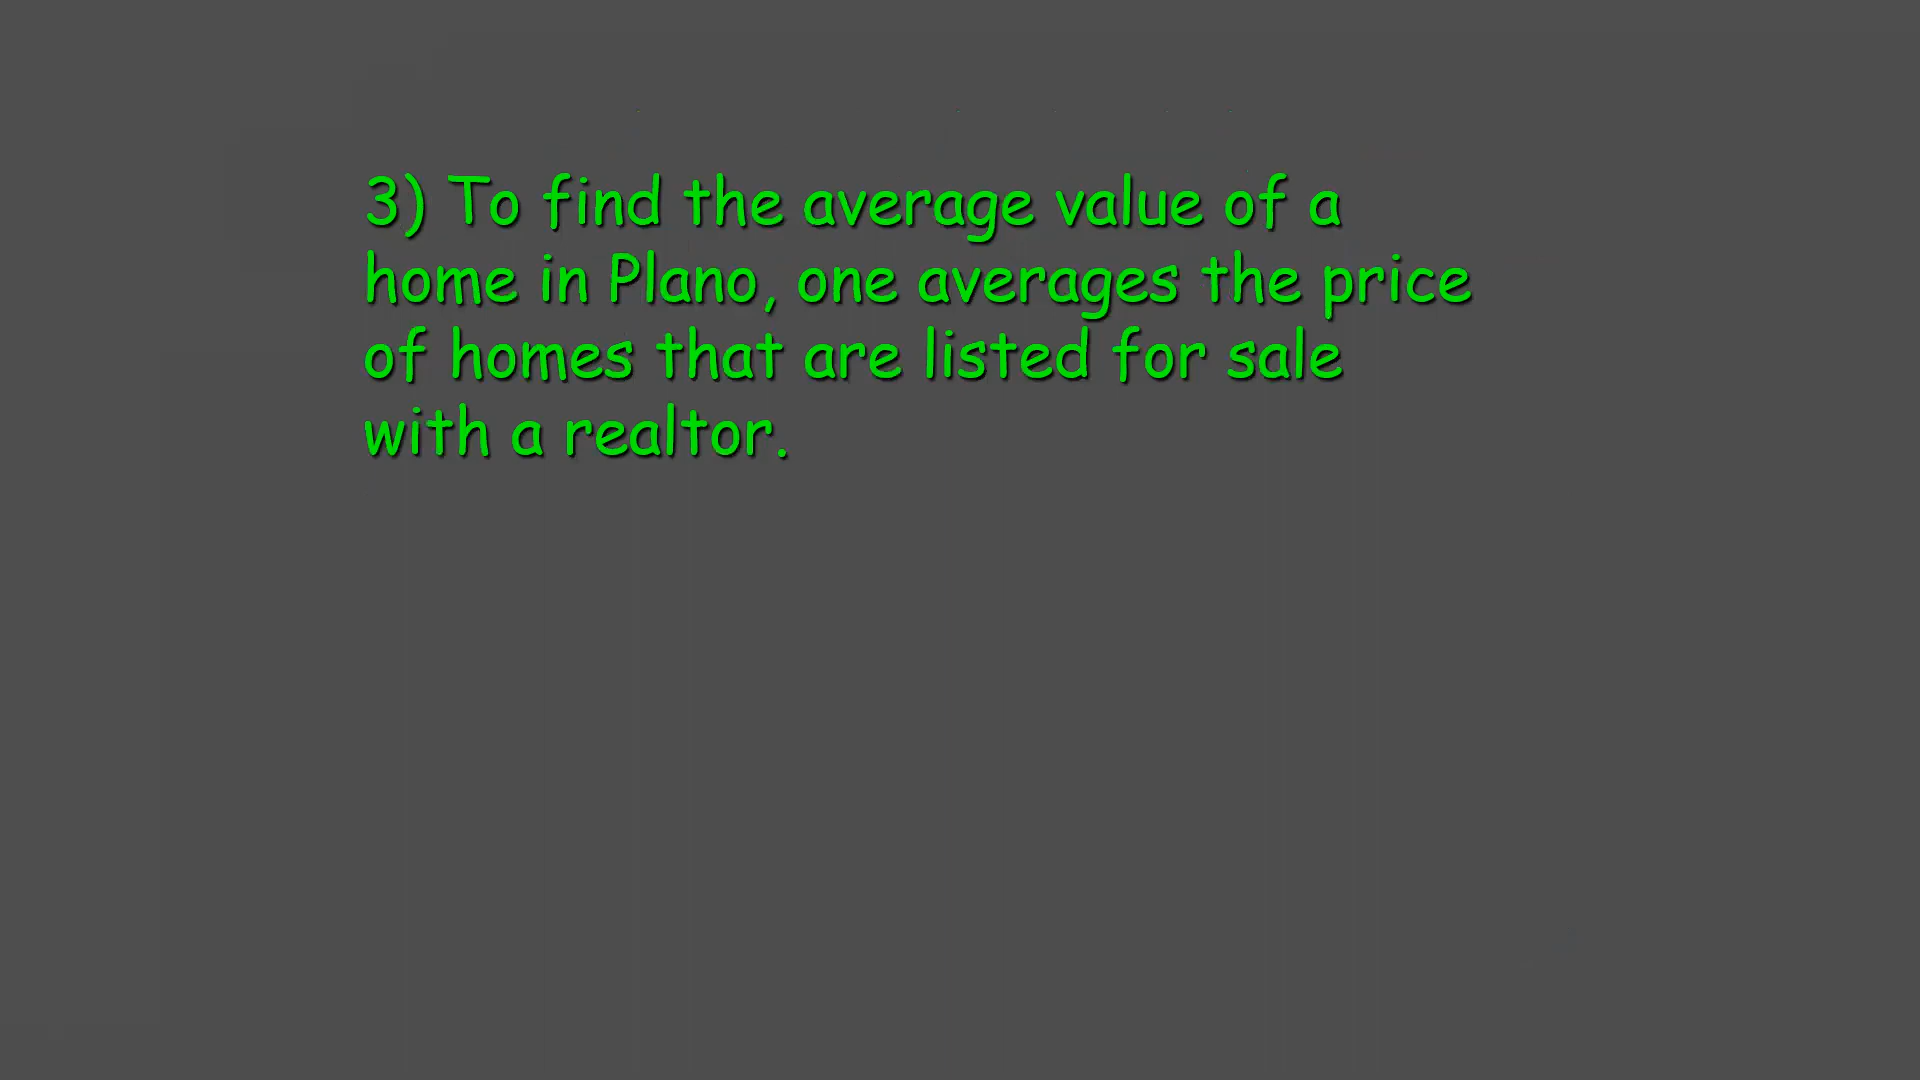 3) To find the average value of a
home in Plano, one averages the price
of homes that are listed for sale
with a realtor.